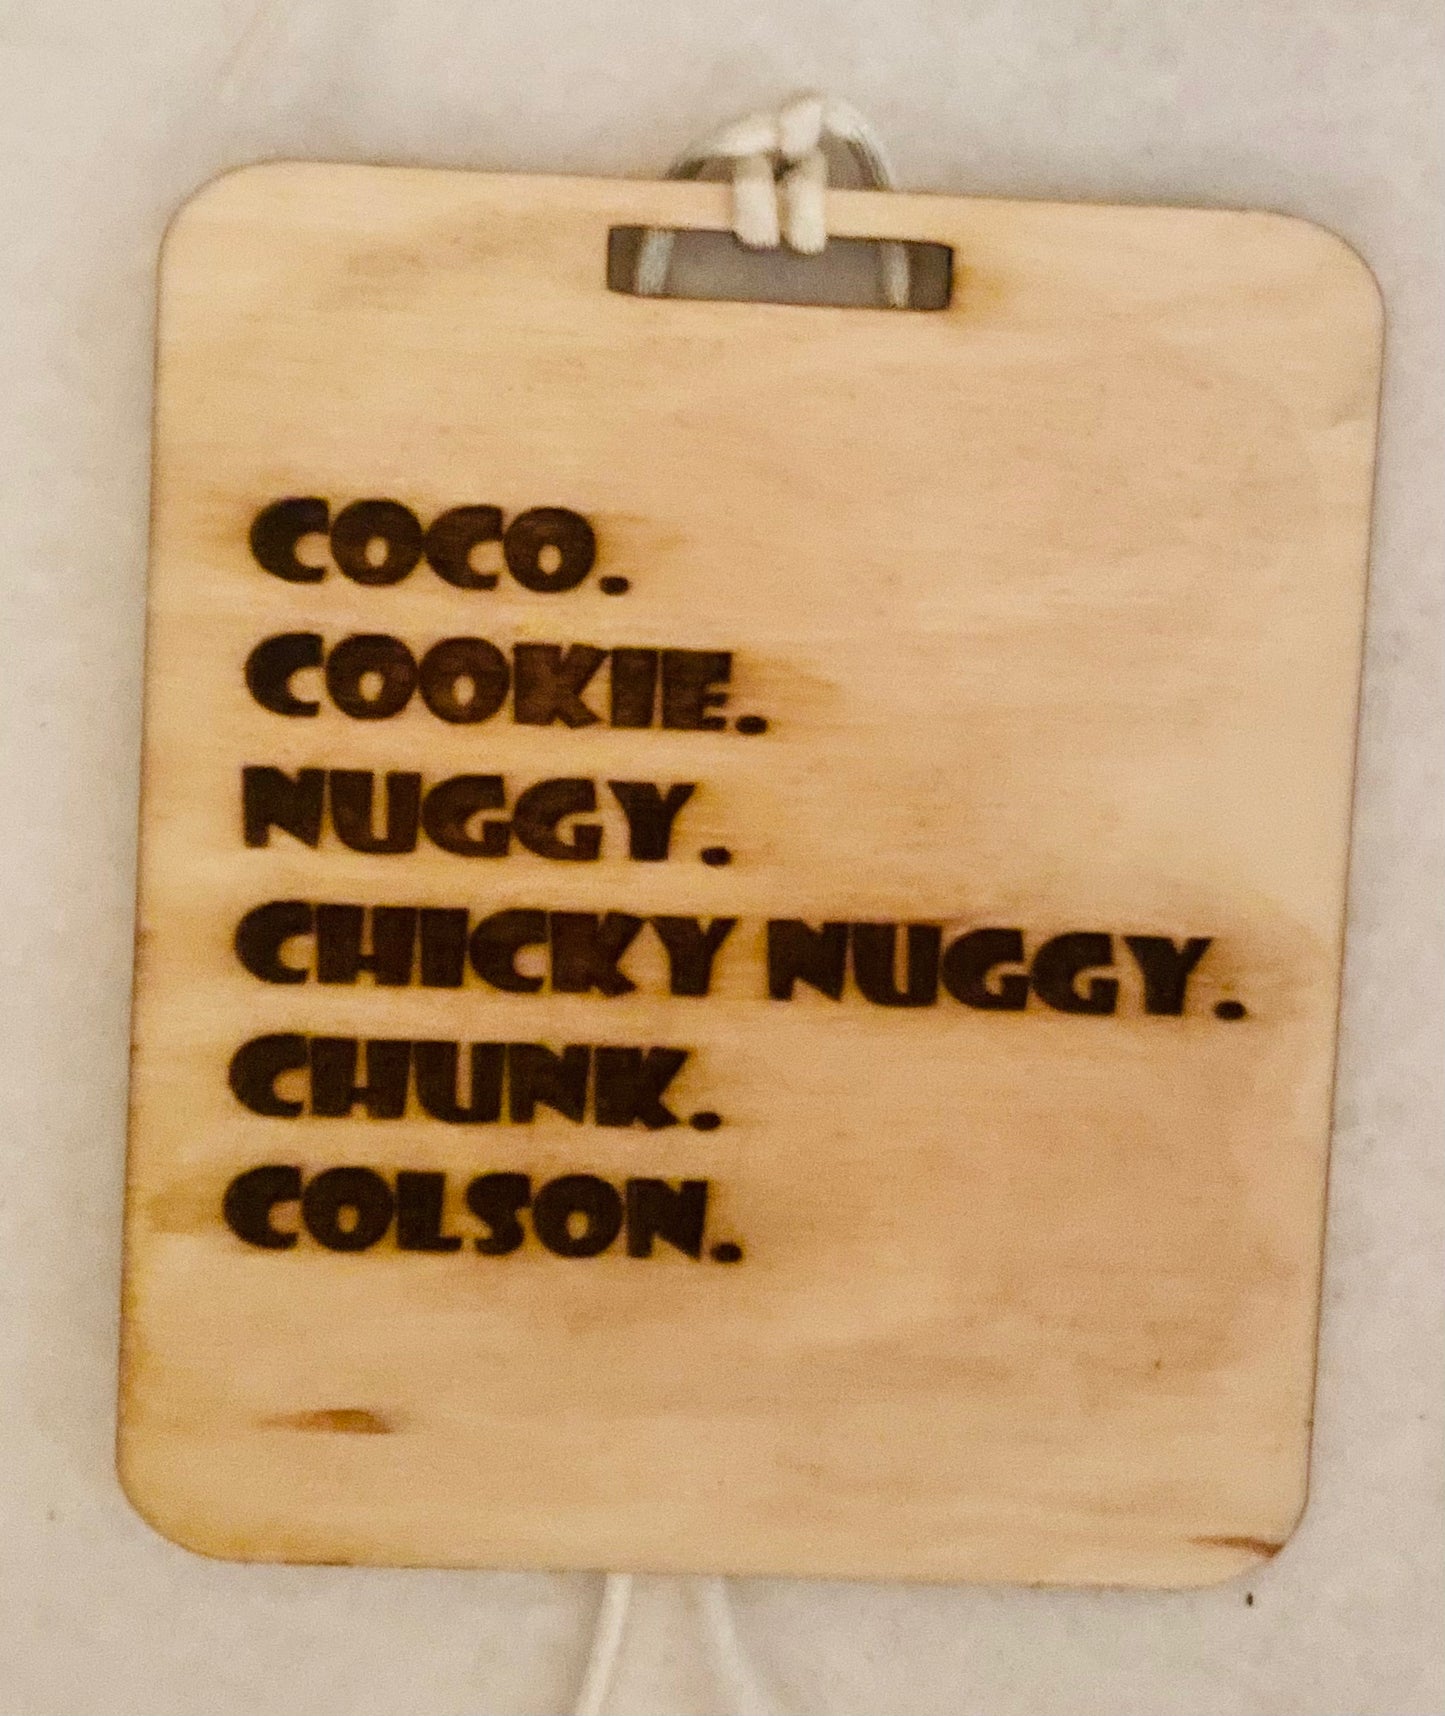 COCO.
COOKIE.
NUGGY.
CHICKY NUGGY.
CHUNK.
COLSON.